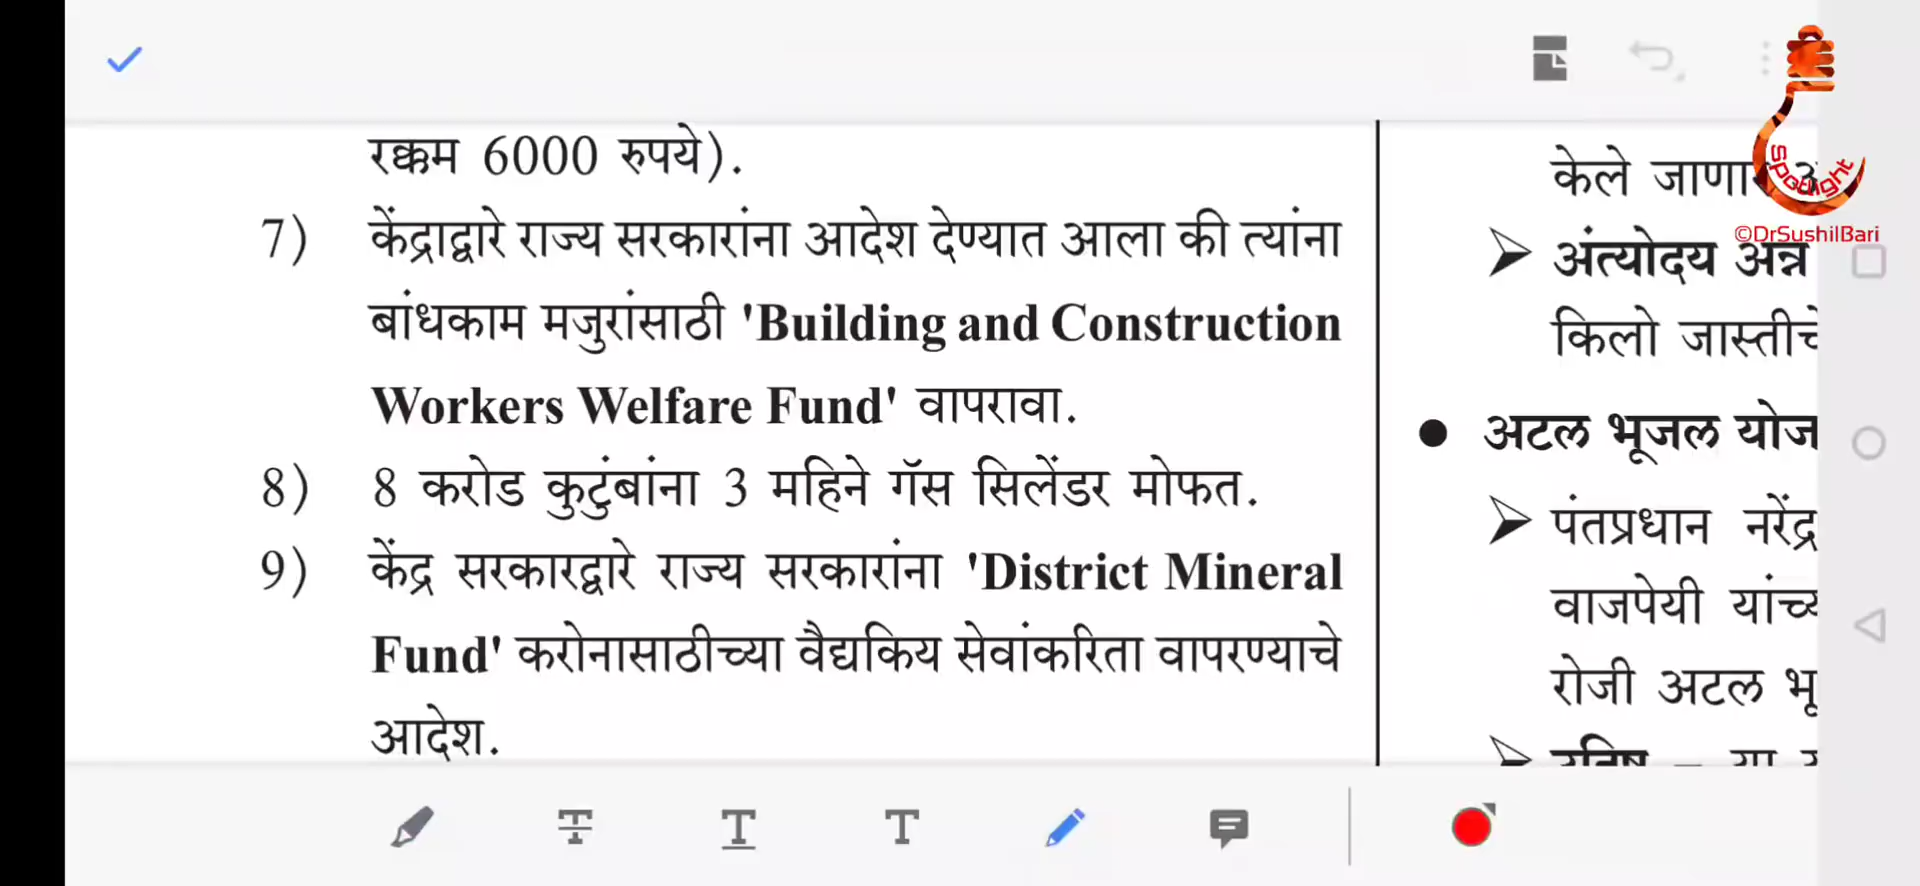 रक्कम 6000 रुपये).
7) केंद्राद्वारे राज्य सरकारांना आदेश देण्यात आला की त्यांना
बांधकाम मजुरांसाठी 'Building and Construction
Workers Welfare Fund' वापरावा.
8) 8 करोड कुटुंबांना 3 महिने गॅस सिलेंडर मोफत.
9) केंद्र सरकारद्वारे राज्य सरकारांना 'District Mineral
Fund' करोनासाठीच्या वैद्यकिय सेवांकरिता वापरण्याचे
आदेश.
केले
➢ अंत्योदय अन्न
किलो
• अटल भूजल
➢ पंतप्रधान नरेंद्र
वाजपेयी
रोजी अटल
Spotlight
©DrSushilBari